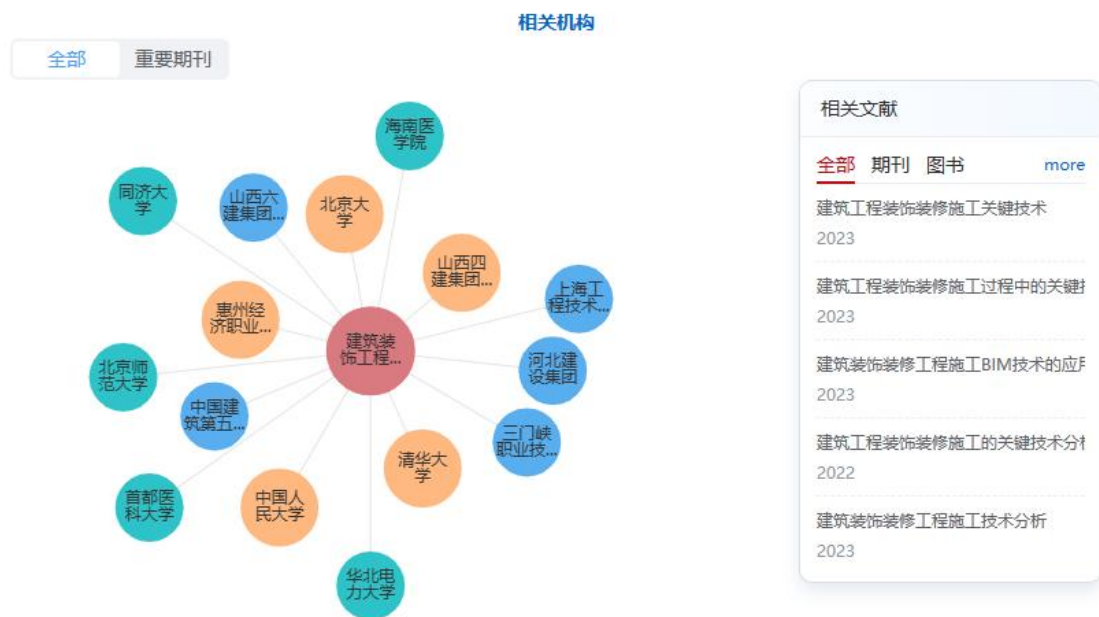 相关机构
全部
重要期刊
海南医
学院
同济大
学
山西六
建集团...
北京大
学
山西四
建集团...
上海工
程技术...
惠州经
济职业...
建筑装
饰工程...
北京师
范大学
河北建
设集团
中国建
筑第五...
三门峡
职业技...
清华大
学
首都医
科大学
中国人
民大学
华北电
力大学
相关文献
全部 期刊 图书 more
建筑工程装饰装修施工关键技术
2023
建筑工程装饰装修施工过程中的关键
2023
建筑装饰装修工程施工BIM技术的应
2023
建筑工程装饰装修施工的关键技术分
2022
建筑装饰装修工程施工技术分析
2023